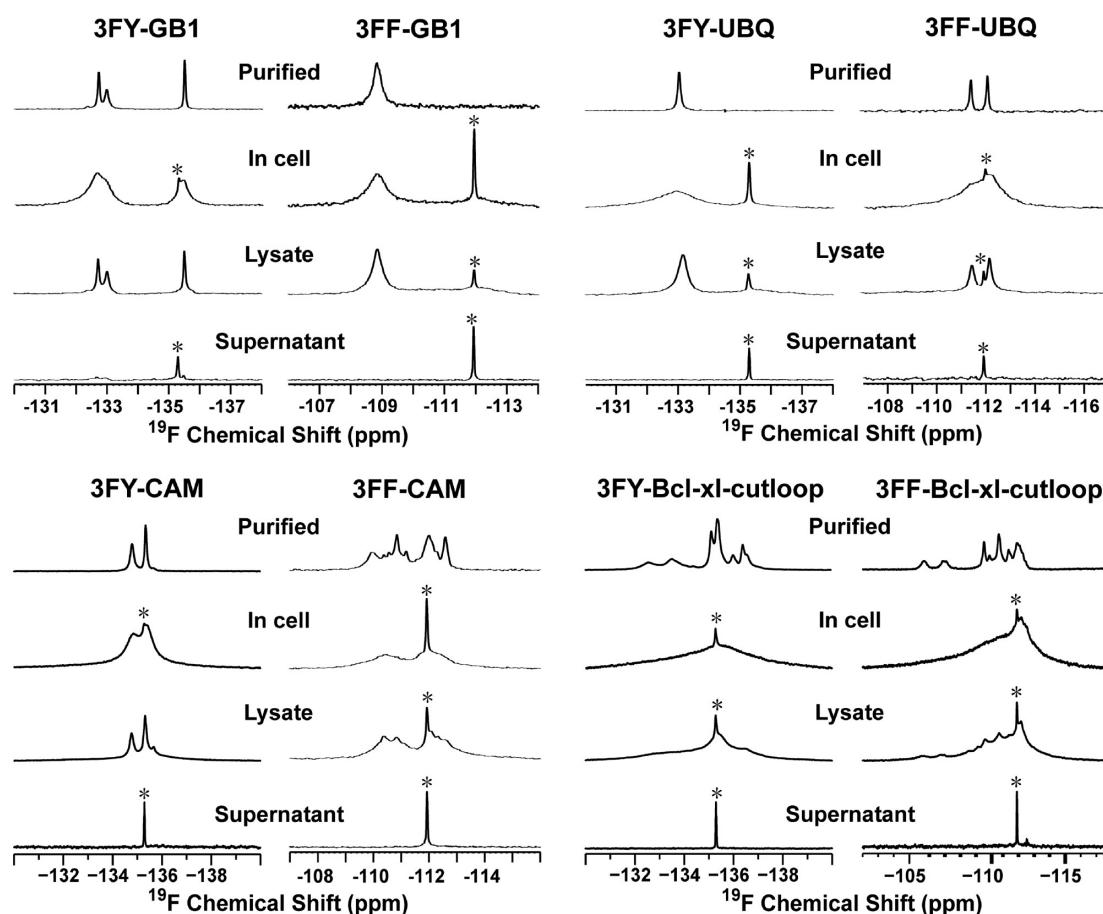 3FY-GB1 3FF-GB1 3FY-UBQ 3FF-UBQ
Purified Purified
* * * *
In cell In cell
* * * *
Lysate Lysate
* * * *
Supernatant Supernatant
-131 -133 -135 -137 -107 -109 -111 -113 -131 -133 -135 -137 -108 -110 -112 -114 -116
¹⁹F Chemical Shift (ppm) ¹⁹F Chemical Shift (ppm)
3FY-CAM 3FF-CAM 3FY-Bcl-xl-cutloop 3FF-Bcl-xl-cutloop
Purified Purified
* * * *
In cell In cell
* * * *
Lysate Lysate
* * * *
Supernatant Supernatant
−132 −134 −136 −138 -108 -110 -112 -114 −132 −134 −136 −138 −105 −110 −115
¹⁹F Chemical Shift (ppm) ¹⁹F Chemical Shift (ppm)